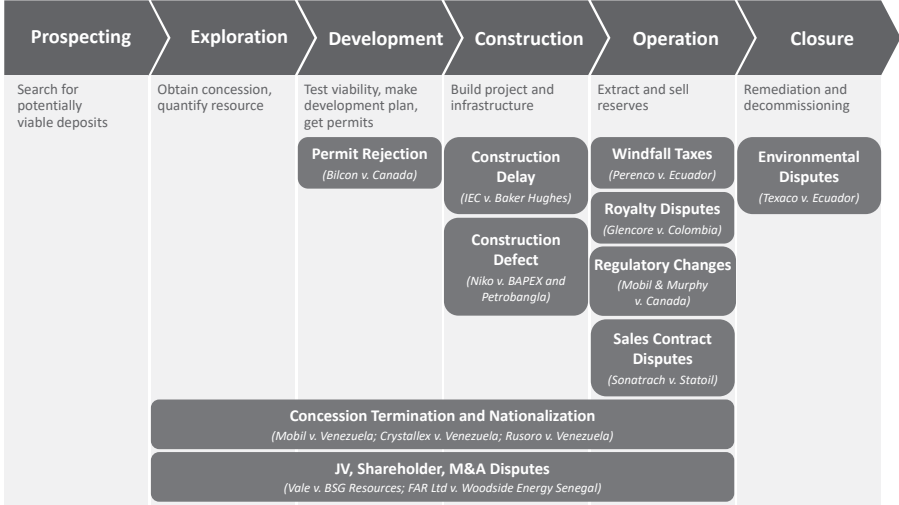 Prospecting
Exploration
Development
Construction
Operation
Closure
Search for
potentially
viable deposits
Obtain concession,
quantify resource
Test viability, make
development plan,
get permits
Build project and
infrastructure
Extract and sell
reserves
Remediation and
decommissioning
Permit Rejection
(Bilcon v. Canada)
Construction
Delay
(IEC v. Baker Hughes)
Construction
Defect
(Niko v. BAPEX and
Petrobangla)
Windfall Taxes
(Perenco v. Ecuador)
Royalty Disputes
(Glencore v. Colombia)
Regulatory Changes
(Mobil & Murphy
v. Canada)
Sales Contract
Disputes
(Sonatrach v. Statoil)
Environmental
Disputes
(Texaco v. Ecuador)
Concession Termination and Nationalization
(Mobil v. Venezuela; Crystallex v. Venezuela; Rusoro v. Venezuela)
JV, Shareholder, M&A Disputes
(Vale v. BSG Resources; FAR Ltd v. Woodside Energy Senegal)